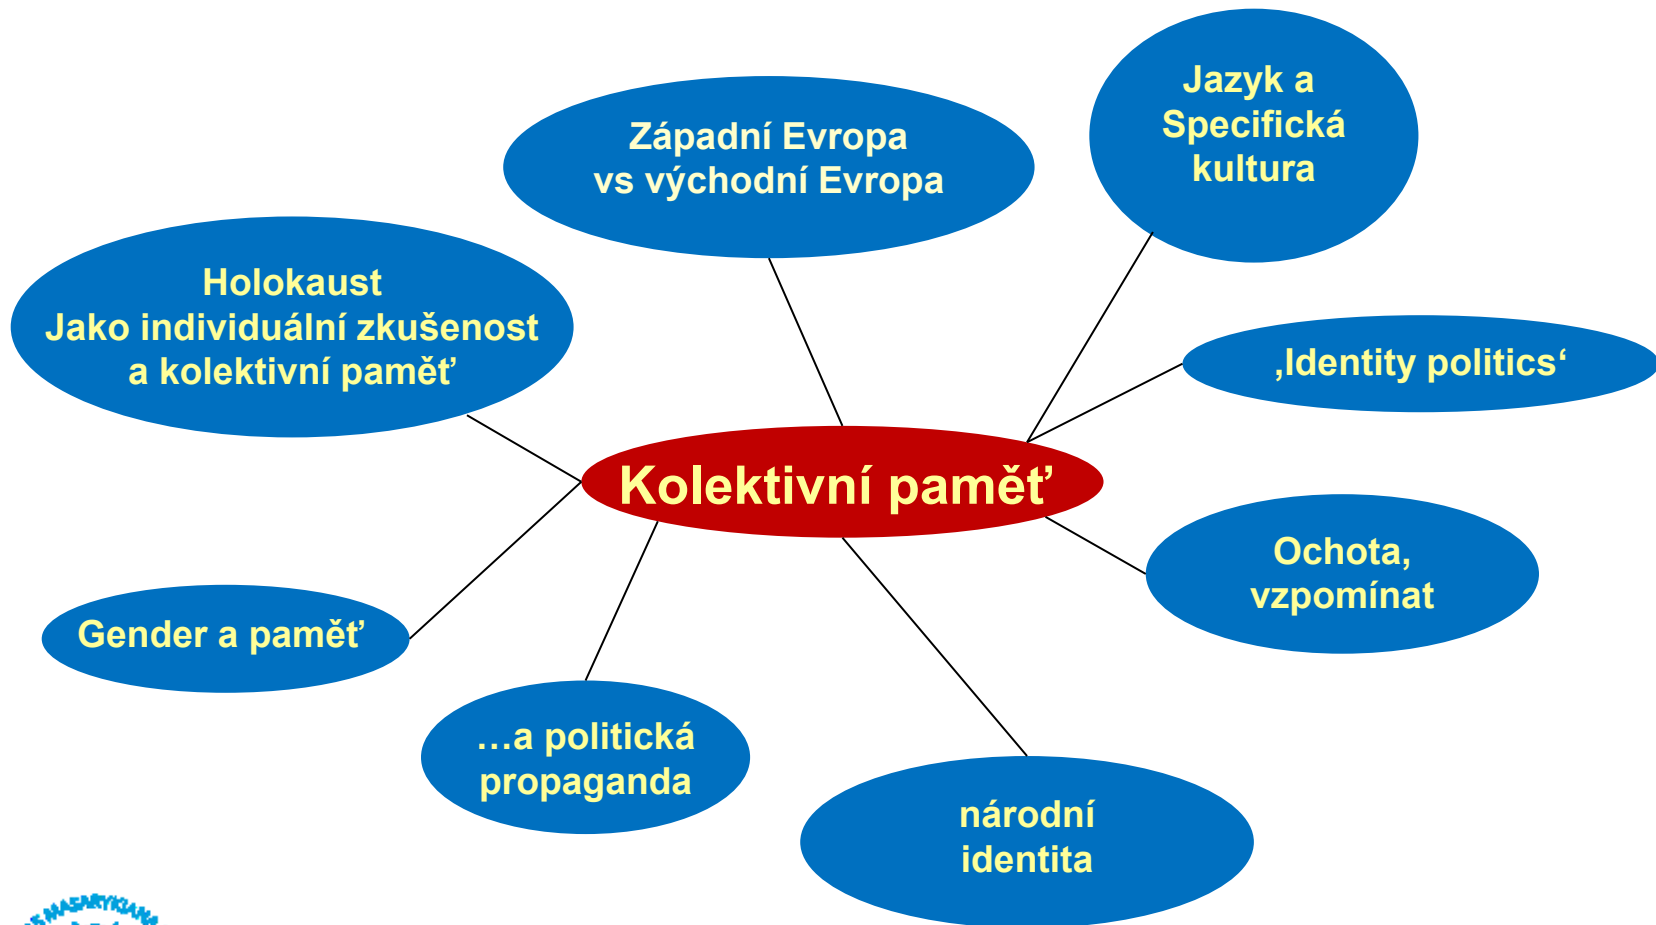 Jazyk a
Specifická
kultura
Západní Evropa
vs východní Evropa
Holokaust
Jako individuální zkušenost
a kolektivní paměť
‚Identity politics‘
Kolektivní paměť
Ochota,
vzpomínat
Gender a paměť
…a politická
propaganda
národní
identita
MASARYKIANA